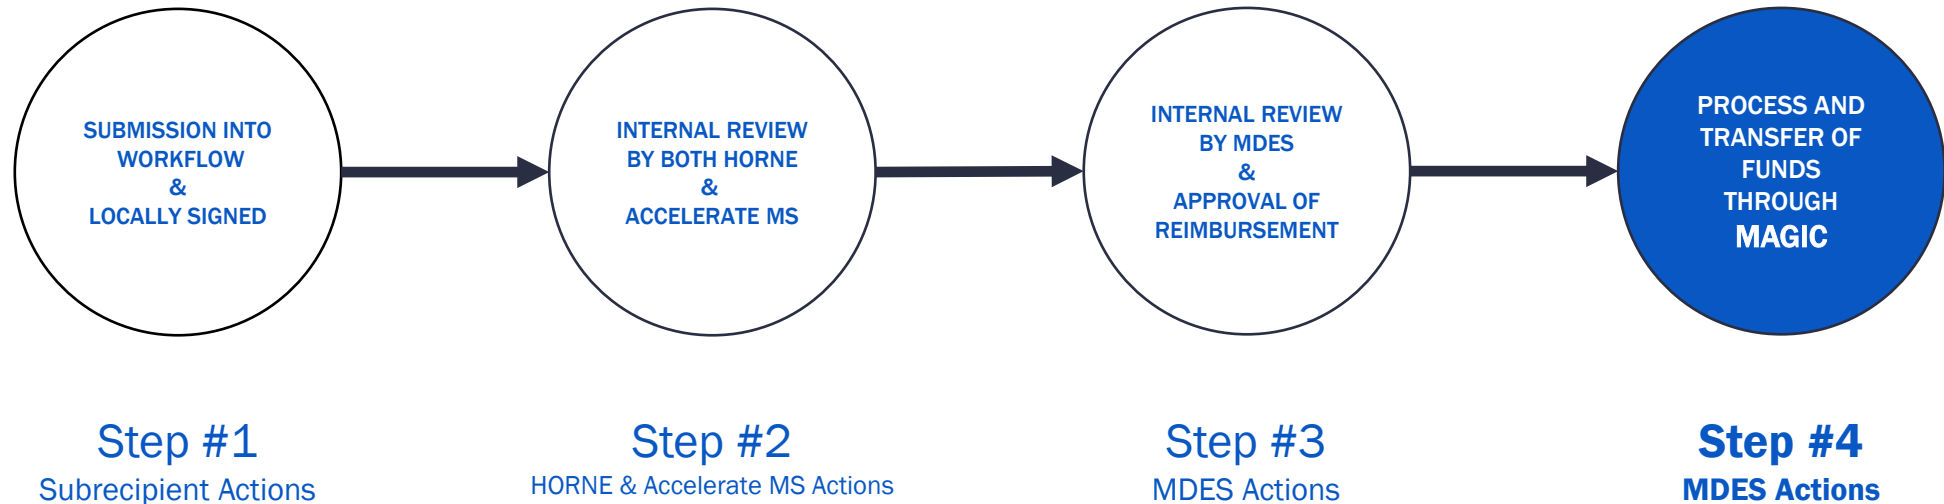 SUBMISSION INTO
WORKFLOW
&
LOCALLY SIGNED
INTERNAL REVIEW
BY BOTH HORNE
&
ACCELERATE MS
INTERNAL REVIEW
BY MDES
&
APPROVAL OF
REIMBURSEMENT
PROCESS AND
TRANSFER OF
FUNDS
THROUGH
MAGIC
Step #1
Subrecipient Actions
Step #2
HORNE & Accelerate MS Actions
Step #3
MDES Actions
Step #4
MDES Actions